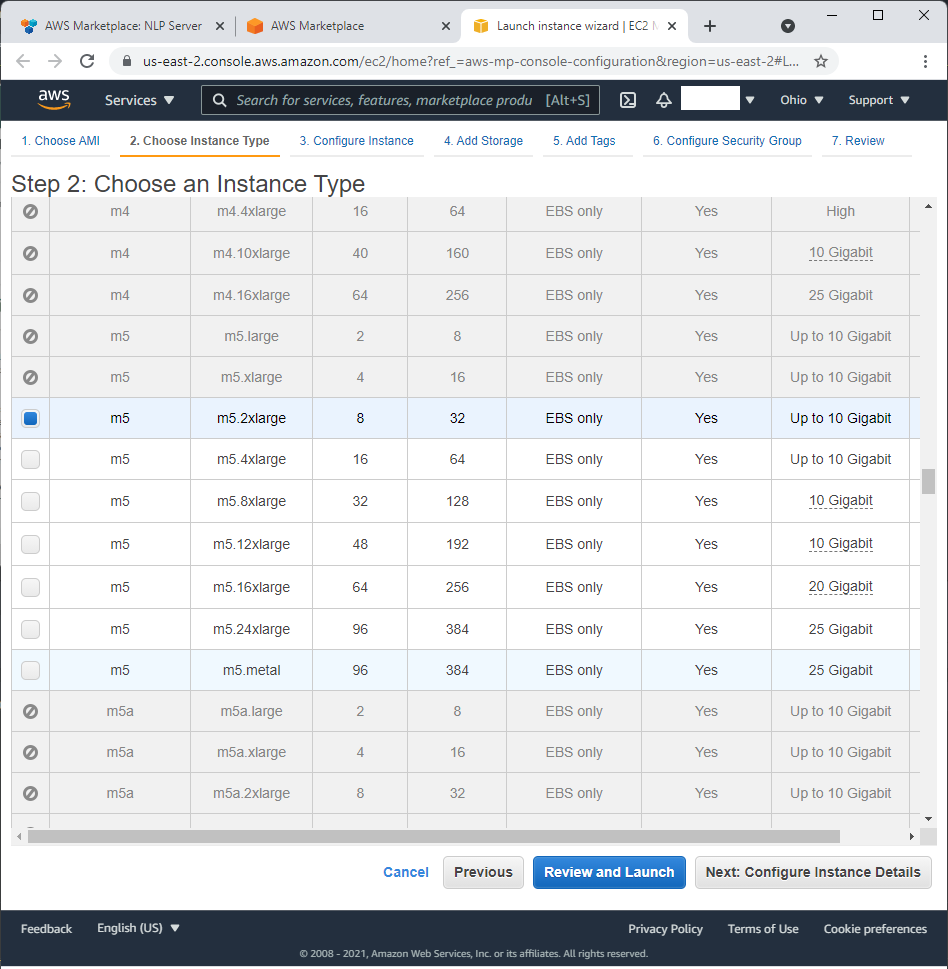 AWS Marketplace: NLP Server
AWS Marketplace
Launch instance wizard | EC2 M
us-east-2.console.aws.amazon.com/ec2/home?ref_=aws-mp-console-configuration&region=us-east-2#L...
aws Services Search for services, features, marketplace produ [Alt+S] Ohio Support
1. Choose AMI 2. Choose Instance Type 3. Configure Instance 4. Add Storage 5. Add Tags 6. Configure Security Group 7. Review
Step 2: Choose an Instance Type
m4 m4.4xlarge 16 64 EBS only Yes High
m4 m4.10xlarge 40 160 EBS only Yes 10 Gigabit
m4 m4.16xlarge 64 256 EBS only Yes 25 Gigabit
m5 m5.large 2 8 EBS only Yes Up to 10 Gigabit
m5 m5.xlarge 4 16 EBS only Yes Up to 10 Gigabit
m5 m5.2xlarge 8 32 EBS only Yes Up to 10 Gigabit
m5 m5.4xlarge 16 64 EBS only Yes Up to 10 Gigabit
m5 m5.8xlarge 32 128 EBS only Yes 10 Gigabit
m5 m5.12xlarge 48 192 EBS only Yes 10 Gigabit
m5 m5.16xlarge 64 256 EBS only Yes 20 Gigabit
m5 m5.24xlarge 96 384 EBS only Yes 25 Gigabit
m5 m5.metal 96 384 EBS only Yes 25 Gigabit
m5a m5a.large 2 8 EBS only Yes Up to 10 Gigabit
m5a m5a.xlarge 4 16 EBS only Yes Up to 10 Gigabit
m5a m5a.2xlarge 8 32 EBS only Yes Up to 10 Gigabit
Cancel Previous Review and Launch Next: Configure Instance Details
Feedback English (US) Privacy Policy Terms of Use Cookie preferences
© 2008 - 2021, Amazon Web Services, Inc. or its affiliates. All rights reserved.